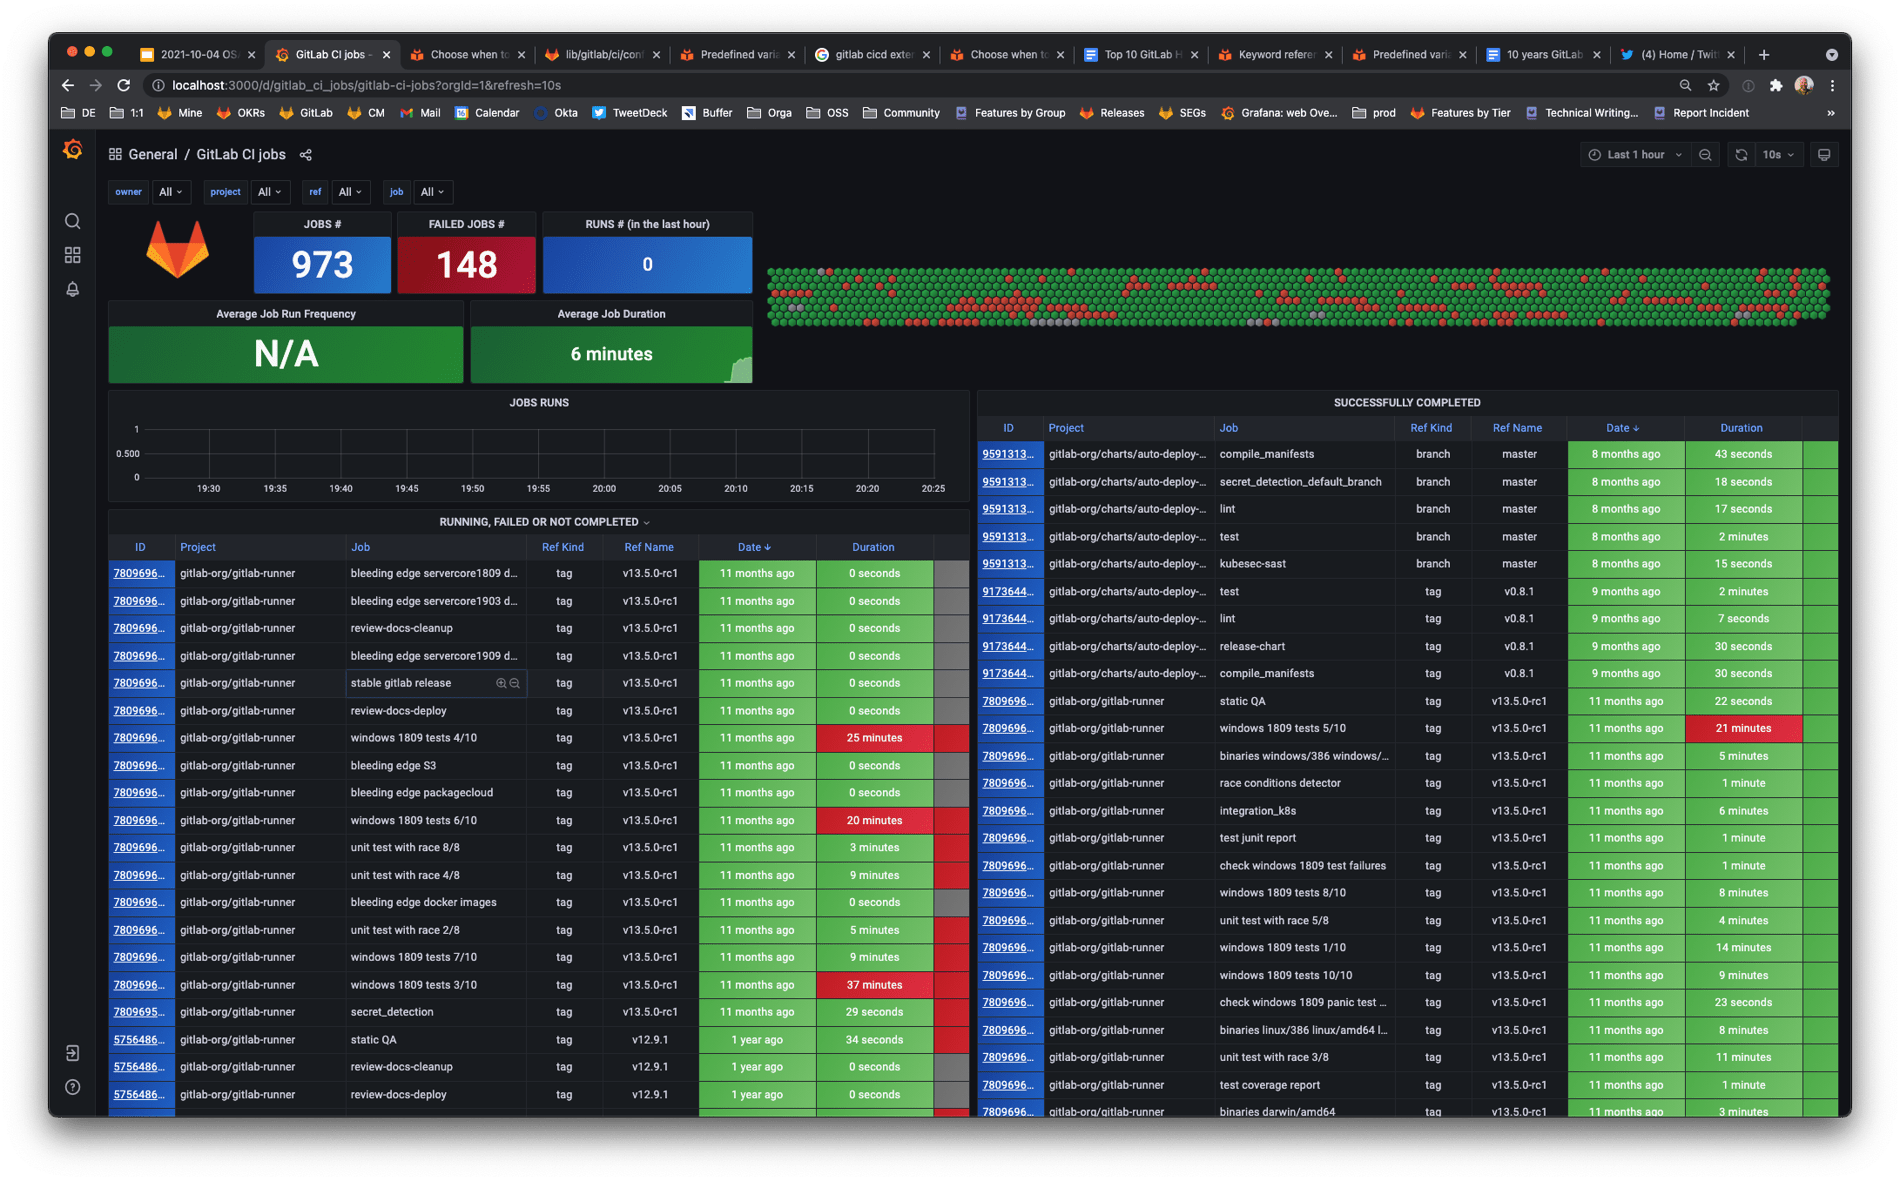 2021-10-04 OS
GitLab CI jobs -
Choose when to
lib/gitlab/ci/conf
Predefined varia
gitlab cicd exter
Choose when to
Top 10 GitLab H
Keyword referen
Predefined varia
10 years GitLab
(4) Home / Twitt
localhost:3000/d/gitlab_ci_jobs/gitlab-ci-jobs?orgId=1&refresh=10s
DE 1:1 Mine OKRs GitLab CM Mail Calendar Okta TweetDeck Buffer Orga OSS Community Features by Group Releases SEGs Grafana: web Ove... prod Features by Tier Technical Writing... Report Incident »
General / GitLab CI jobs
Last 1 hour
10s
owner All project All ref All job All
JOBS #
973
FAILED JOBS #
148
RUNS # (in the last hour)
0
Average Job Run Frequency
N/A
Average Job Duration
6 minutes
JOBS RUNS
1
0.500
0
19:30 19:35 19:40 19:45 19:50 19:55 20:00 20:05 20:10 20:15 20:20 20:25
RUNNING, FAILED OR NOT COMPLETED
ID Project Job Ref Kind Ref Name Date ↓ Duration
7809696... gitlab-org/gitlab-runner bleeding edge servercore1809 d... tag v13.5.0-rc1 11 months ago 0 seconds
7809696... gitlab-org/gitlab-runner bleeding edge servercore1903 d... tag v13.5.0-rc1 11 months ago 0 seconds
7809696... gitlab-org/gitlab-runner review-docs-cleanup tag v13.5.0-rc1 11 months ago 0 seconds
7809696... gitlab-org/gitlab-runner bleeding edge servercore1909 d... tag v13.5.0-rc1 11 months ago 0 seconds
7809696... gitlab-org/gitlab-runner stable gitlab release tag v13.5.0-rc1 11 months ago 0 seconds
7809696... gitlab-org/gitlab-runner review-docs-deploy tag v13.5.0-rc1 11 months ago 0 seconds
7809696... gitlab-org/gitlab-runner windows 1809 tests 4/10 tag v13.5.0-rc1 11 months ago 25 minutes
7809696... gitlab-org/gitlab-runner bleeding edge S3 tag v13.5.0-rc1 11 months ago 0 seconds
7809696... gitlab-org/gitlab-runner bleeding edge packagecloud tag v13.5.0-rc1 11 months ago 0 seconds
7809696... gitlab-org/gitlab-runner windows 1809 tests 6/10 tag v13.5.0-rc1 11 months ago 20 minutes
7809696... gitlab-org/gitlab-runner unit test with race 8/8 tag v13.5.0-rc1 11 months ago 3 minutes
7809696... gitlab-org/gitlab-runner unit test with race 4/8 tag v13.5.0-rc1 11 months ago 9 minutes
7809696... gitlab-org/gitlab-runner bleeding edge docker images tag v13.5.0-rc1 11 months ago 0 seconds
7809696... gitlab-org/gitlab-runner unit test with race 2/8 tag v13.5.0-rc1 11 months ago 5 minutes
7809696... gitlab-org/gitlab-runner windows 1809 tests 7/10 tag v13.5.0-rc1 11 months ago 9 minutes
7809696... gitlab-org/gitlab-runner windows 1809 tests 3/10 tag v13.5.0-rc1 11 months ago 37 minutes
7809695... gitlab-org/gitlab-runner secret_detection tag v13.5.0-rc1 11 months ago 29 seconds
5756486... gitlab-org/gitlab-runner static QA tag v12.9.1 1 year ago 34 seconds
5756486... gitlab-org/gitlab-runner review-docs-cleanup tag v12.9.1 1 year ago 0 seconds
5756486... gitlab-org/gitlab-runner review-docs-deploy tag v12.9.1 1 year ago 0 seconds
SUCCESSFULLY COMPLETED
ID Project Job Ref Kind Ref Name Date ↓ Duration
9591313... gitlab-org/charts/auto-deploy-... compile_manifests branch master 8 months ago 43 seconds
9591313... gitlab-org/charts/auto-deploy-... secret_detection_default_branch branch master 8 months ago 18 seconds
9591313... gitlab-org/charts/auto-deploy-... lint branch master 8 months ago 17 seconds
9591313... gitlab-org/charts/auto-deploy-... test branch master 8 months ago 2 minutes
9591313... gitlab-org/charts/auto-deploy-... kubesec-sast branch master 8 months ago 15 seconds
9173644... gitlab-org/charts/auto-deploy-... test tag v0.8.1 9 months ago 2 minutes
9173644... gitlab-org/charts/auto-deploy-... lint tag v0.8.1 9 months ago 7 seconds
9173644... gitlab-org/charts/auto-deploy-... release-chart tag v0.8.1 9 months ago 30 seconds
9173644... gitlab-org/charts/auto-deploy-... compile_manifests tag v0.8.1 9 months ago 30 seconds
7809696... gitlab-org/gitlab-runner static QA tag v13.5.0-rc1 11 months ago 22 seconds
7809696... gitlab-org/gitlab-runner windows 1809 tests 5/10 tag v13.5.0-rc1 11 months ago 21 minutes
7809696... gitlab-org/gitlab-runner binaries windows/386 windows/... tag v13.5.0-rc1 11 months ago 5 minutes
7809696... gitlab-org/gitlab-runner race conditions detector tag v13.5.0-rc1 11 months ago 1 minute
7809696... gitlab-org/gitlab-runner integration_k8s tag v13.5.0-rc1 11 months ago 6 minutes
7809696... gitlab-org/gitlab-runner test junit report tag v13.5.0-rc1 11 months ago 1 minute
7809696... gitlab-org/gitlab-runner check windows 1809 test failures tag v13.5.0-rc1 11 months ago 1 minute
7809696... gitlab-org/gitlab-runner windows 1809 tests 8/10 tag v13.5.0-rc1 11 months ago 8 minutes
7809696... gitlab-org/gitlab-runner unit test with race 5/8 tag v13.5.0-rc1 11 months ago 4 minutes
7809696... gitlab-org/gitlab-runner windows 1809 tests 1/10 tag v13.5.0-rc1 11 months ago 14 minutes
7809696... gitlab-org/gitlab-runner windows 1809 tests 10/10 tag v13.5.0-rc1 11 months ago 9 minutes
7809696... gitlab-org/gitlab-runner check windows 1809 panic test ... tag v13.5.0-rc1 11 months ago 23 seconds
7809696... gitlab-org/gitlab-runner binaries linux/386 linux/amd64 l... tag v13.5.0-rc1 11 months ago 8 minutes
7809696... gitlab-org/gitlab-runner unit test with race 3/8 tag v13.5.0-rc1 11 months ago 11 minutes
7809696... gitlab-org/gitlab-runner test coverage report tag v13.5.0-rc1 11 months ago 1 minute
7809696... gitlab-org/gitlab-runner binaries darwin/amd64 tag v13.5.0-rc1 11 months ago 3 minutes